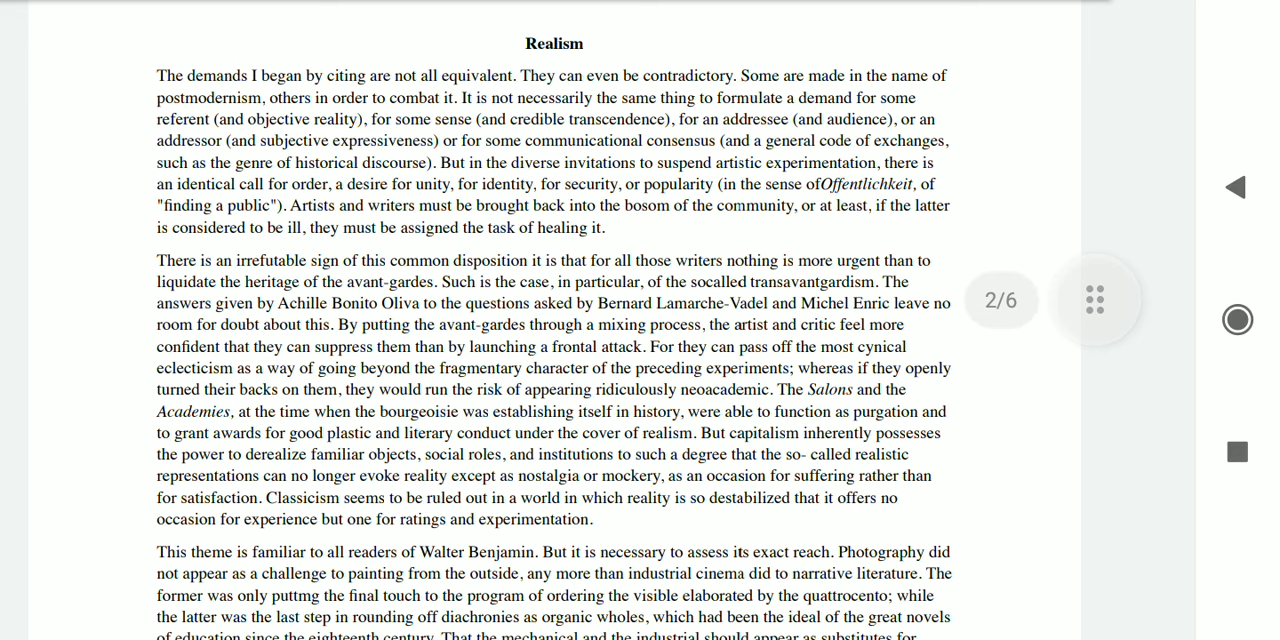 Realism
The demands I began by citing are not all equivalent. They can even be contradictory. Some are made in the name of
postmodernism, others in order to combat it. It is not necessarily the same thing to formulate a demand for some
referent (and objective reality), for some sense (and credible transcendence), for an addressee (and audience), or an
addressor (and subjective expressiveness) or for some communicational consensus (and a general code of exchanges,
such as the genre of historical discourse). But in the diverse invitations to suspend artistic experimentation, there is
an identical call for order, a desire for unity, for identity, for security, or popularity (in the sense ofOffentlichkeit, of
"finding a public"). Artists and writers must be brought back into the bosom of the community, or at least, if the latter
is considered to be ill, they must be assigned the task of healing it.
There is an irrefutable sign of this common disposition it is that for all those writers nothing is more urgent than to
liquidate the heritage of the avant-gardes. Such is the case, in particular, of the socalled transavantgardism. The
answers given by Achille Bonito Oliva to the questions asked by Bernard Lamarche-Vadel and Michel Enric leave no
room for doubt about this. By putting the avant-gardes through a mixing process, the artist and critic feel more
confident that they can suppress them than by launching a frontal attack. For they can pass off the most cynical
eclecticism as a way of going beyond the fragmentary character of the preceding experiments; whereas if they openly
turned their backs on them, they would run the risk of appearing ridiculously neoacademic. The Salons and the
Academies, at the time when the bourgeoisie was establishing itself in history, were able to function as purgation and
to grant awards for good plastic and literary conduct under the cover of realism. But capitalism inherently possesses
the power to derealize familiar objects, social roles, and institutions to such a degree that the so- called realistic
representations can no longer evoke reality except as nostalgia or mockery, as an occasion for suffering rather than
for satisfaction. Classicism seems to be ruled out in a world in which reality is so destabilized that it offers no
occasion for experience but one for ratings and experimentation.
This theme is familiar to all readers of Walter Benjamin. But it is necessary to assess its exact reach. Photography did
not appear as a challenge to painting from the outside, any more than industrial cinema did to narrative literature. The
former was only puttmg the final touch to the program of ordering the visible elaborated by the quattrocento; while
the latter was the last step in rounding off diachronies as organic wholes, which had been the ideal of the great novels
of education since the eighteenth century. That the mechanical and the industrial should appear as substitutes for
2/6